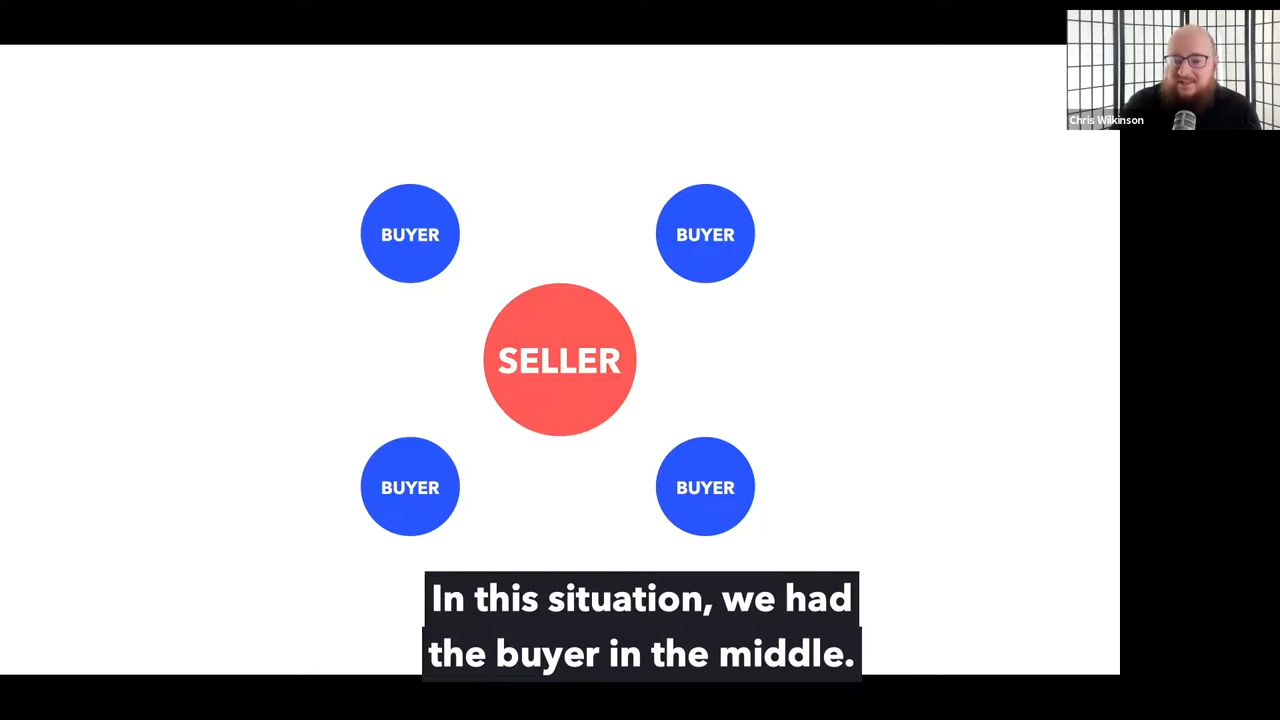 Chris Wilkinson
BUYER
BUYER
SELLER
BUYER
BUYER
In this situation, we had
the buyer in the middle.